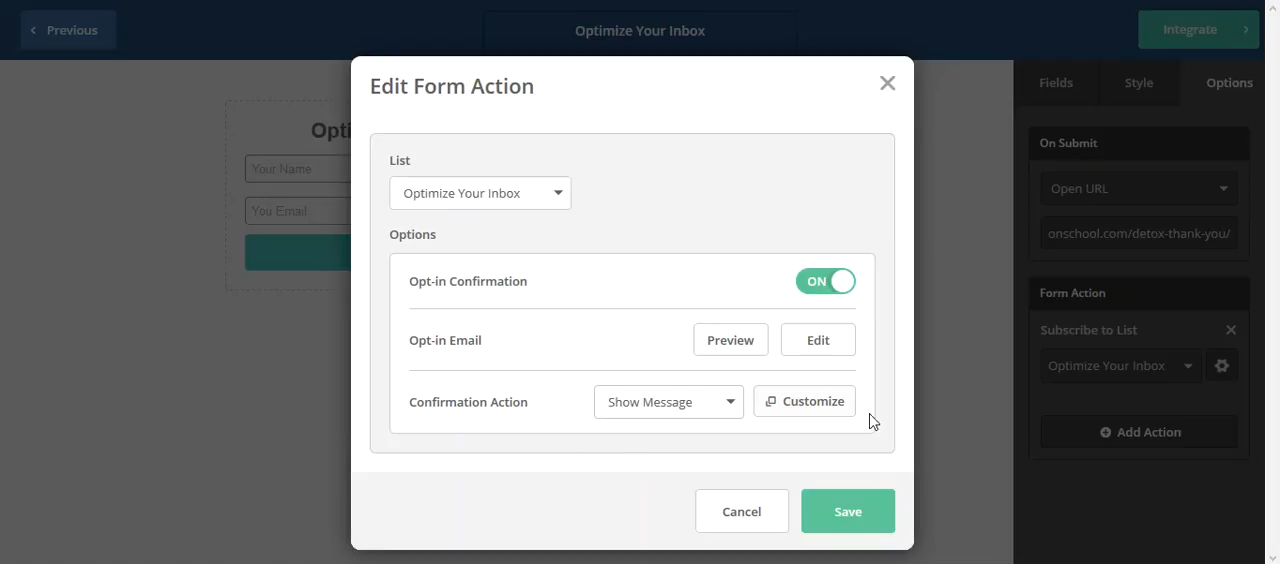 Previous
Optimize Your Inbox
Integrate
Edit Form Action
Fields
Style
Options
Opti
Your Name
You Email
List
Optimize Your Inbox
Options
Opt-in Confirmation
ON
Opt-in Email
Preview
Edit
Confirmation Action
Show Message
Customize
Cancel
Save
On Submit
Open URL
onschool.com/detox-thank-you/
Form Action
Subscribe to List
Optimize Your Inbox
Add Action